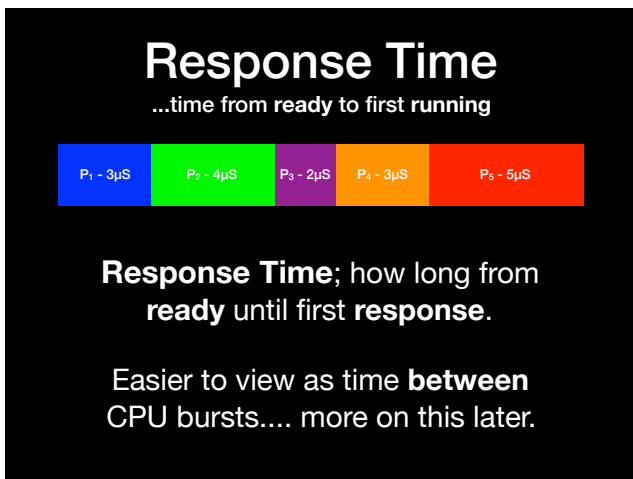 Response Time
...time from ready to first running
P₁ - 3µS P₂ - 4µS P₃ - 2µS P₄ - 3µS P₅ - 5µS
Response Time; how long from
ready until first response.
Easier to view as time between
CPU bursts.... more on this later.